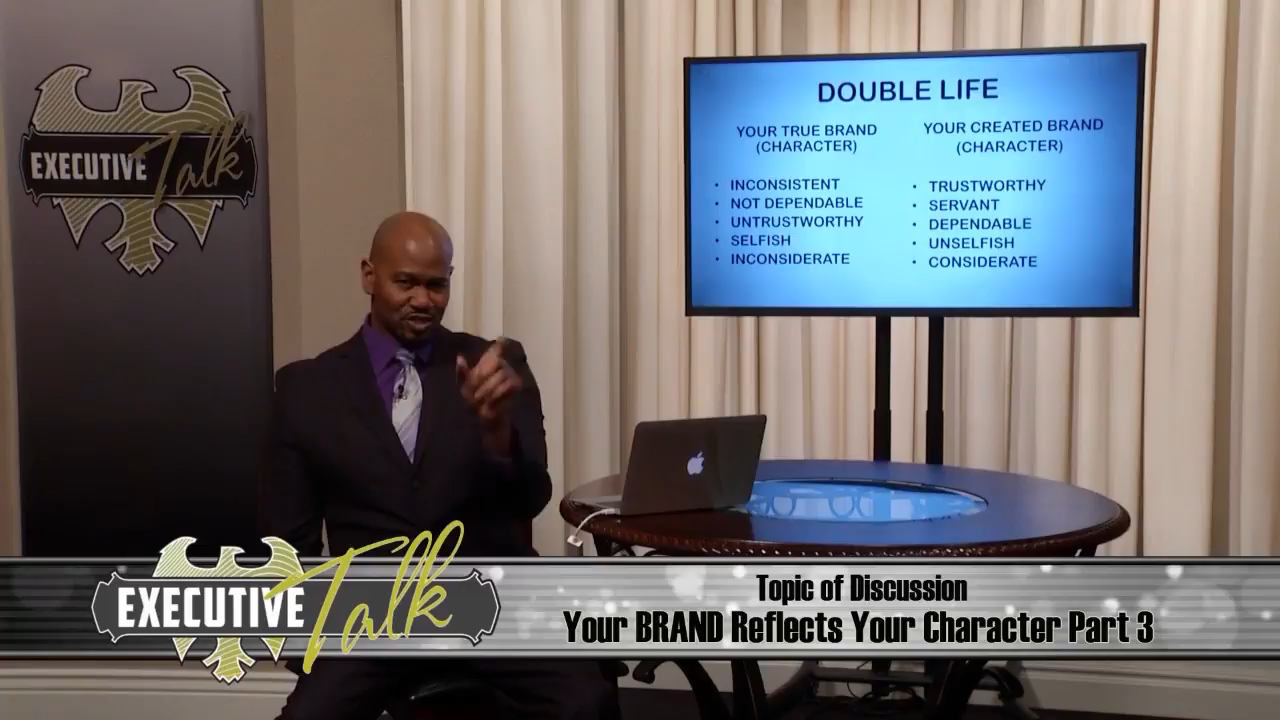 EXECUTIVE Talk
DOUBLE LIFE
YOUR TRUE BRAND
(CHARACTER)
• INCONSISTENT
• NOT DEPENDABLE
• UNTRUSTWORTHY
• SELFISH
• INCONSIDERATE
YOUR CREATED BRAND
(CHARACTER)
• TRUSTWORTHY
• SERVANT
• DEPENDABLE
• UNSELFISH
• CONSIDERATE
EXECUTIVE Talk
Topic of Discussion
Your BRAND Reflects Your Character Part 3